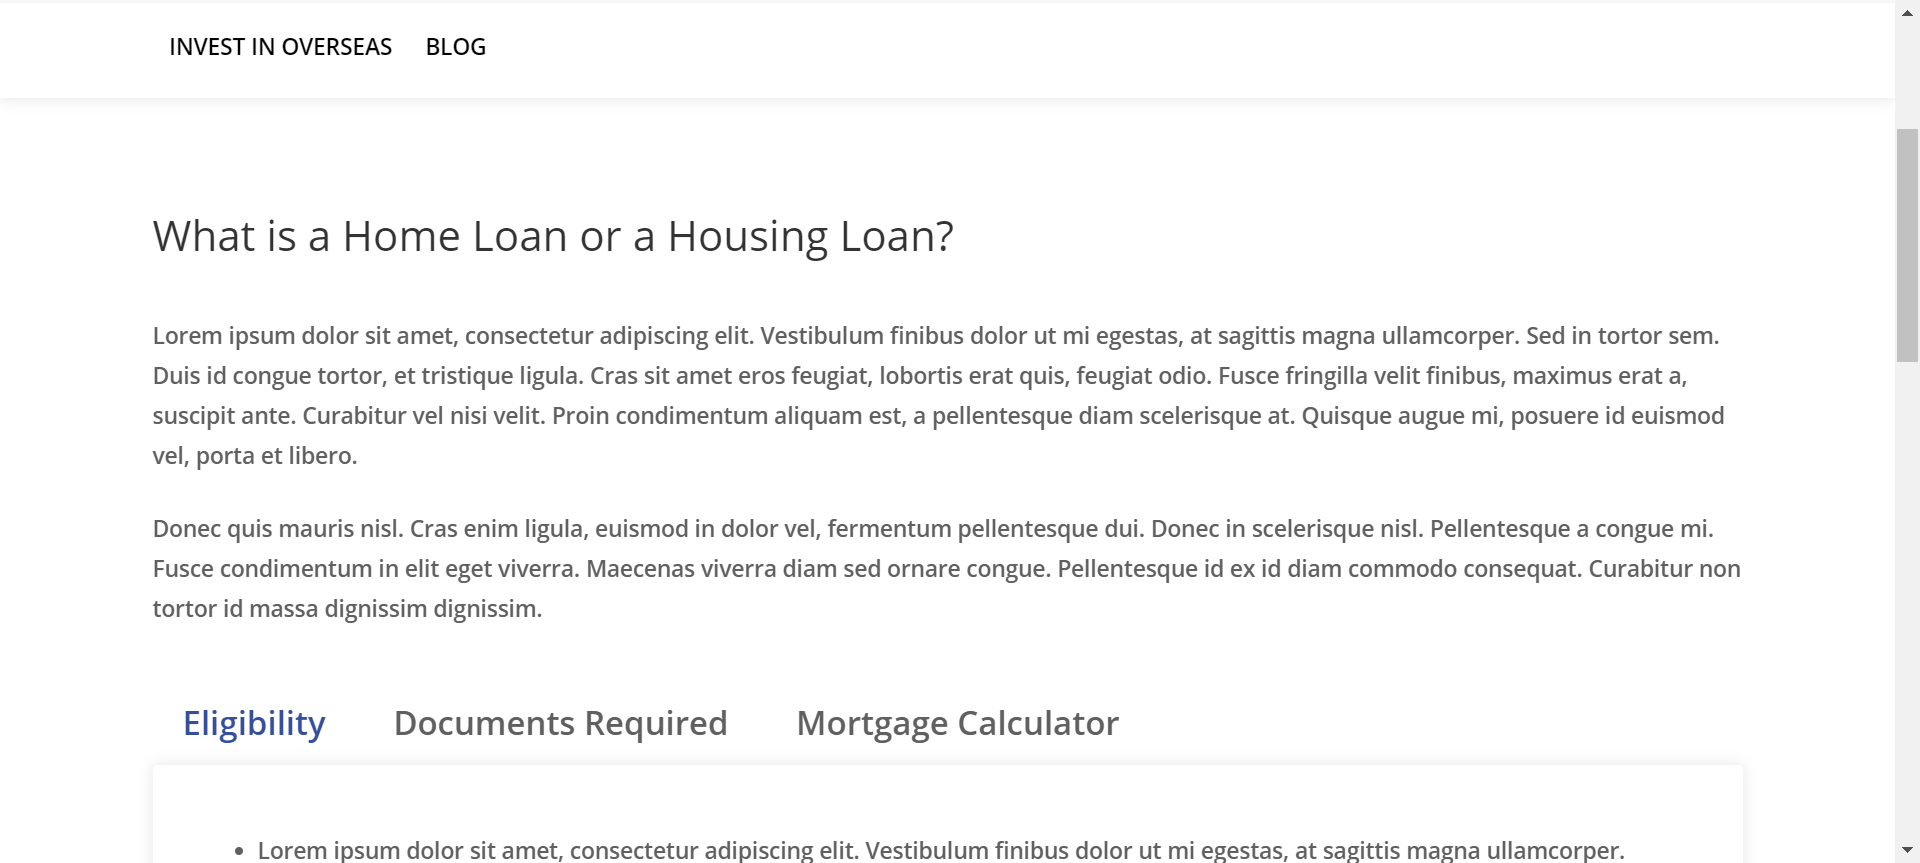 INVEST IN OVERSEAS BLOG
What is a Home Loan or a Housing Loan?
Lorem ipsum dolor sit amet, consectetur adipiscing elit. Vestibulum finibus dolor ut mi egestas, at sagittis magna ullamcorper. Sed in tortor sem.
Duis id congue tortor, et tristique ligula. Cras sit amet eros feugiat, lobortis erat quis, feugiat odio. Fusce fringilla velit finibus, maximus erat a,
suscipit ante. Curabitur vel nisi velit. Proin condimentum aliquam est, a pellentesque diam scelerisque at. Quisque augue mi, posuere id euismod
vel, porta et libero.
Donec quis mauris nisl. Cras enim ligula, euismod in dolor vel, fermentum pellentesque dui. Donec in scelerisque nisl. Pellentesque a congue mi.
Fusce condimentum in elit eget viverra. Maecenas viverra diam sed ornare congue. Pellentesque id ex id diam commodo consequat. Curabitur non
tortor id massa dignissim dignissim.
Eligibility Documents Required Mortgage Calculator
• Lorem ipsum dolor sit amet, consectetur adipiscing elit. Vestibulum finibus dolor ut mi egestas, at sagittis magna ullamcorper.